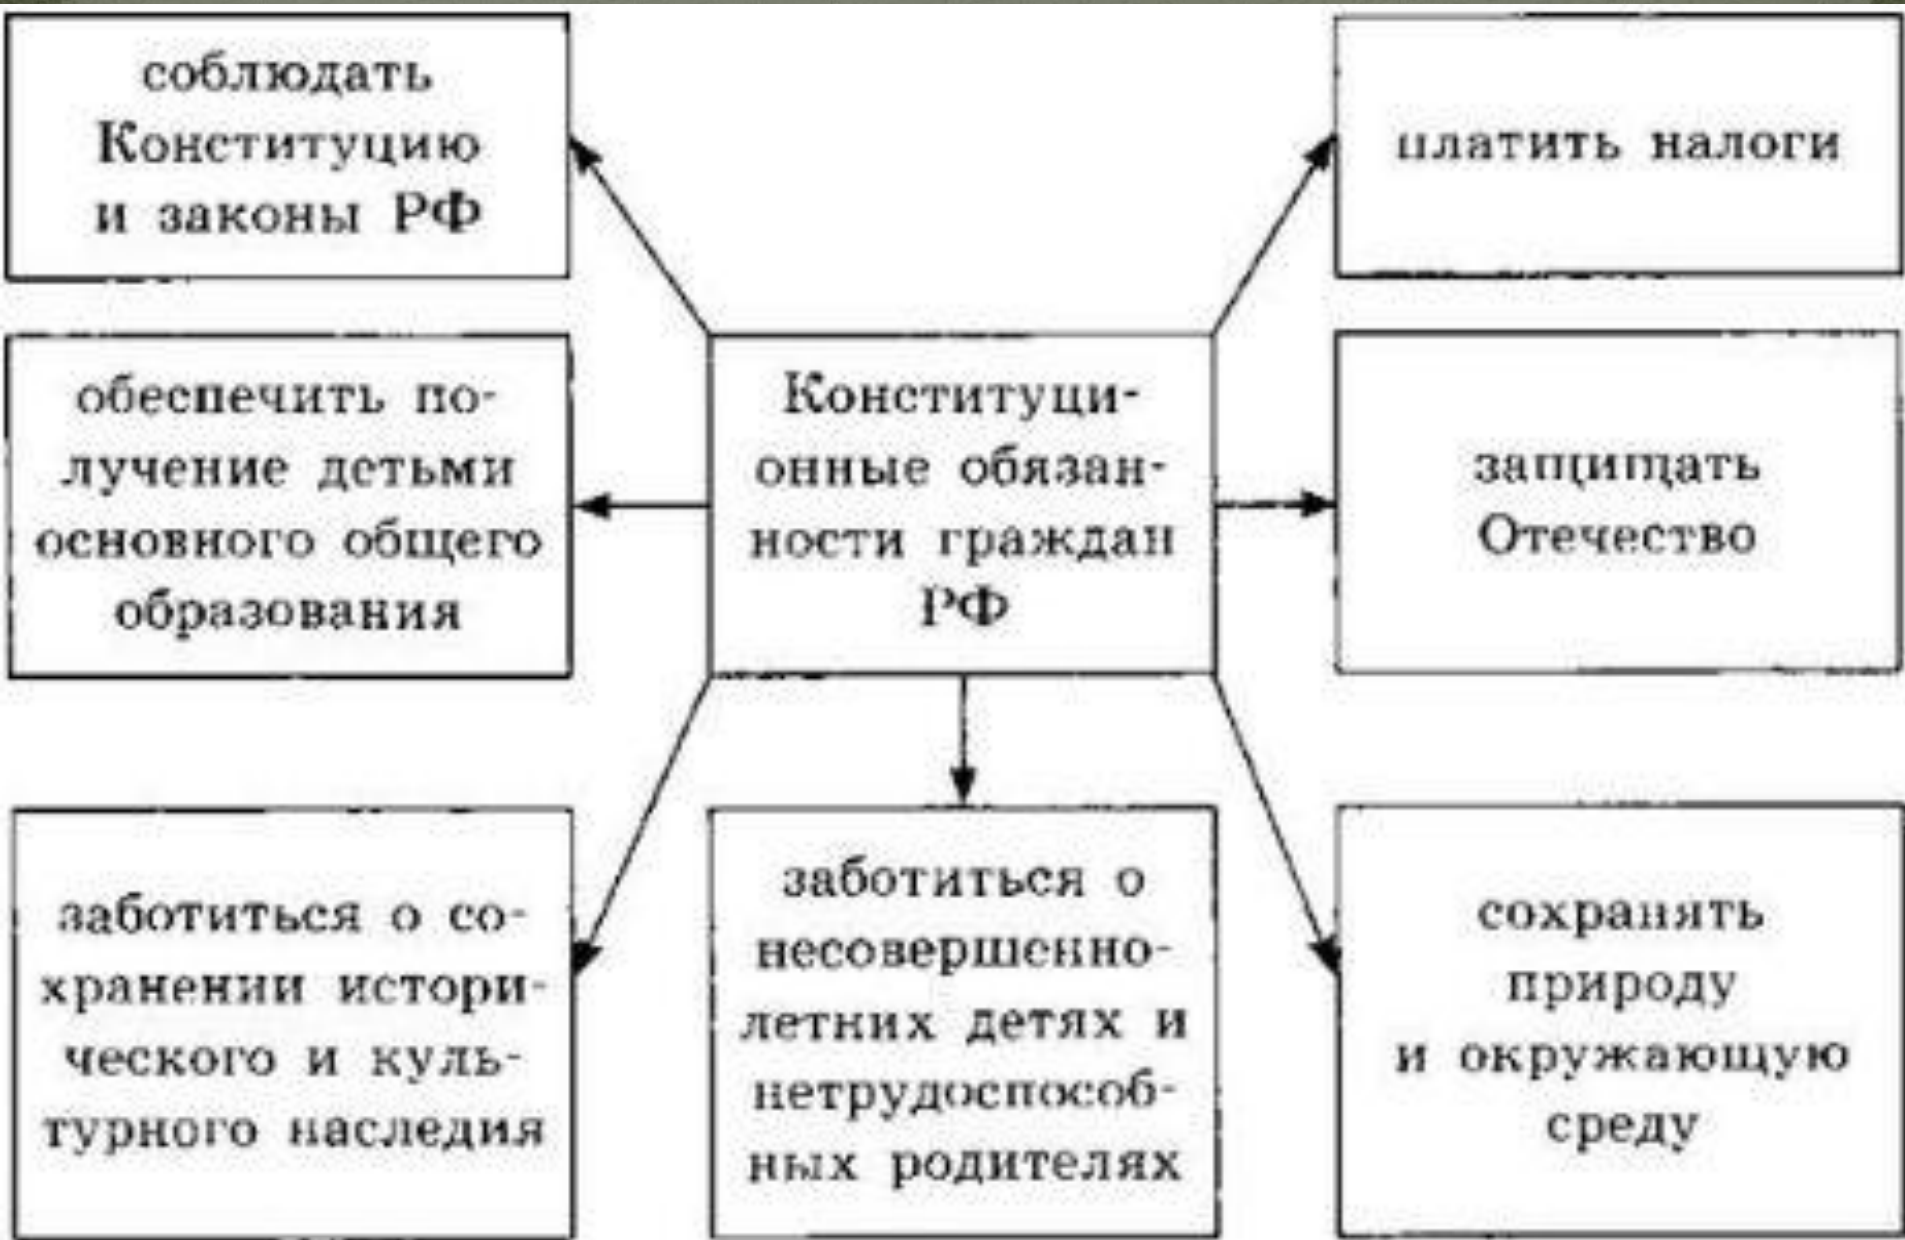 соблюдать
Конституцию
и законы РФ
платить налоги
обеспечить по-
лучение детьми
основного общего
образования
Конституци-
онные обязан-
ности граждан
РФ
защищать
Отечество
заботиться о со-
хранении истори-
ческого и куль-
турного наследия
заботиться о
несовершенно-
летних детях и
нетрудоспособ-
ных родителях
сохранять
природу
и окружающую
среду